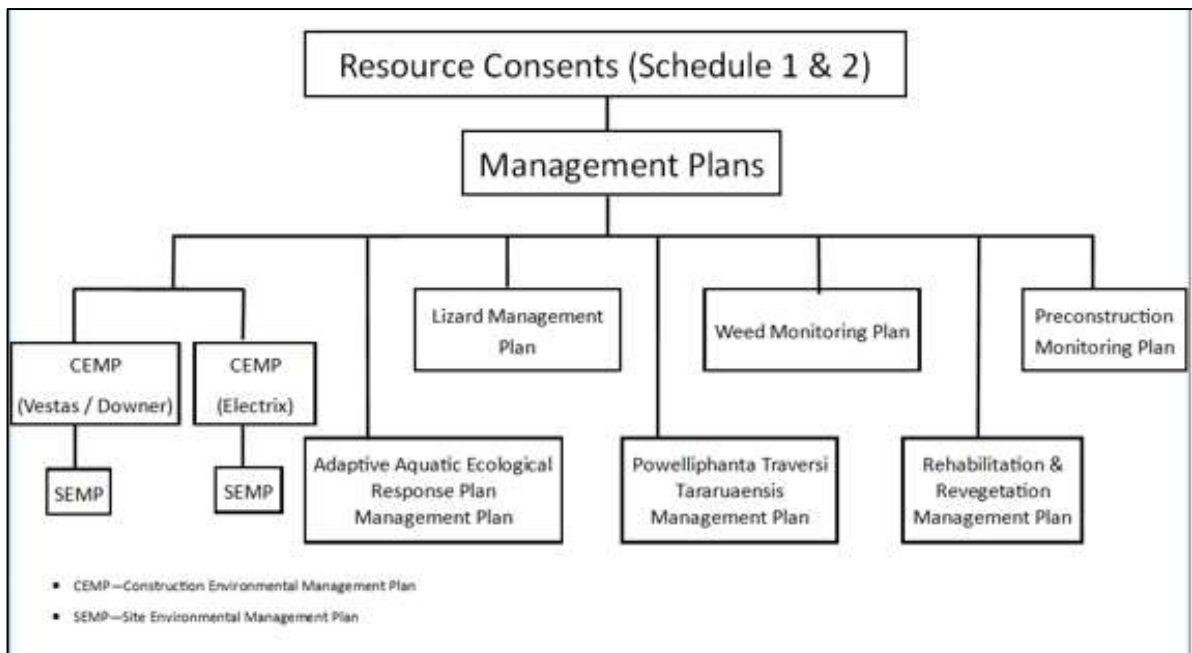 Resource Consents (Schedule 1 & 2)
Management Plans
Lizard Management
Plan
Weed Monitoring Plan
Preconstruction
Monitoring Plan
CEMP
(Vestas / Downer)
CEMP
(Electrix)
SEMP
SEMP
Adaptive Aquatic Ecological
Response Plan
Management Plan
Powelliphanta Traversi
Tararuaensis
Management Plan
Rehabilitation &
Revegetation
Management Plan
▪ CEMP—Construction Environmental Management Plan
▪ SEMP—Site Environmental Management Plan